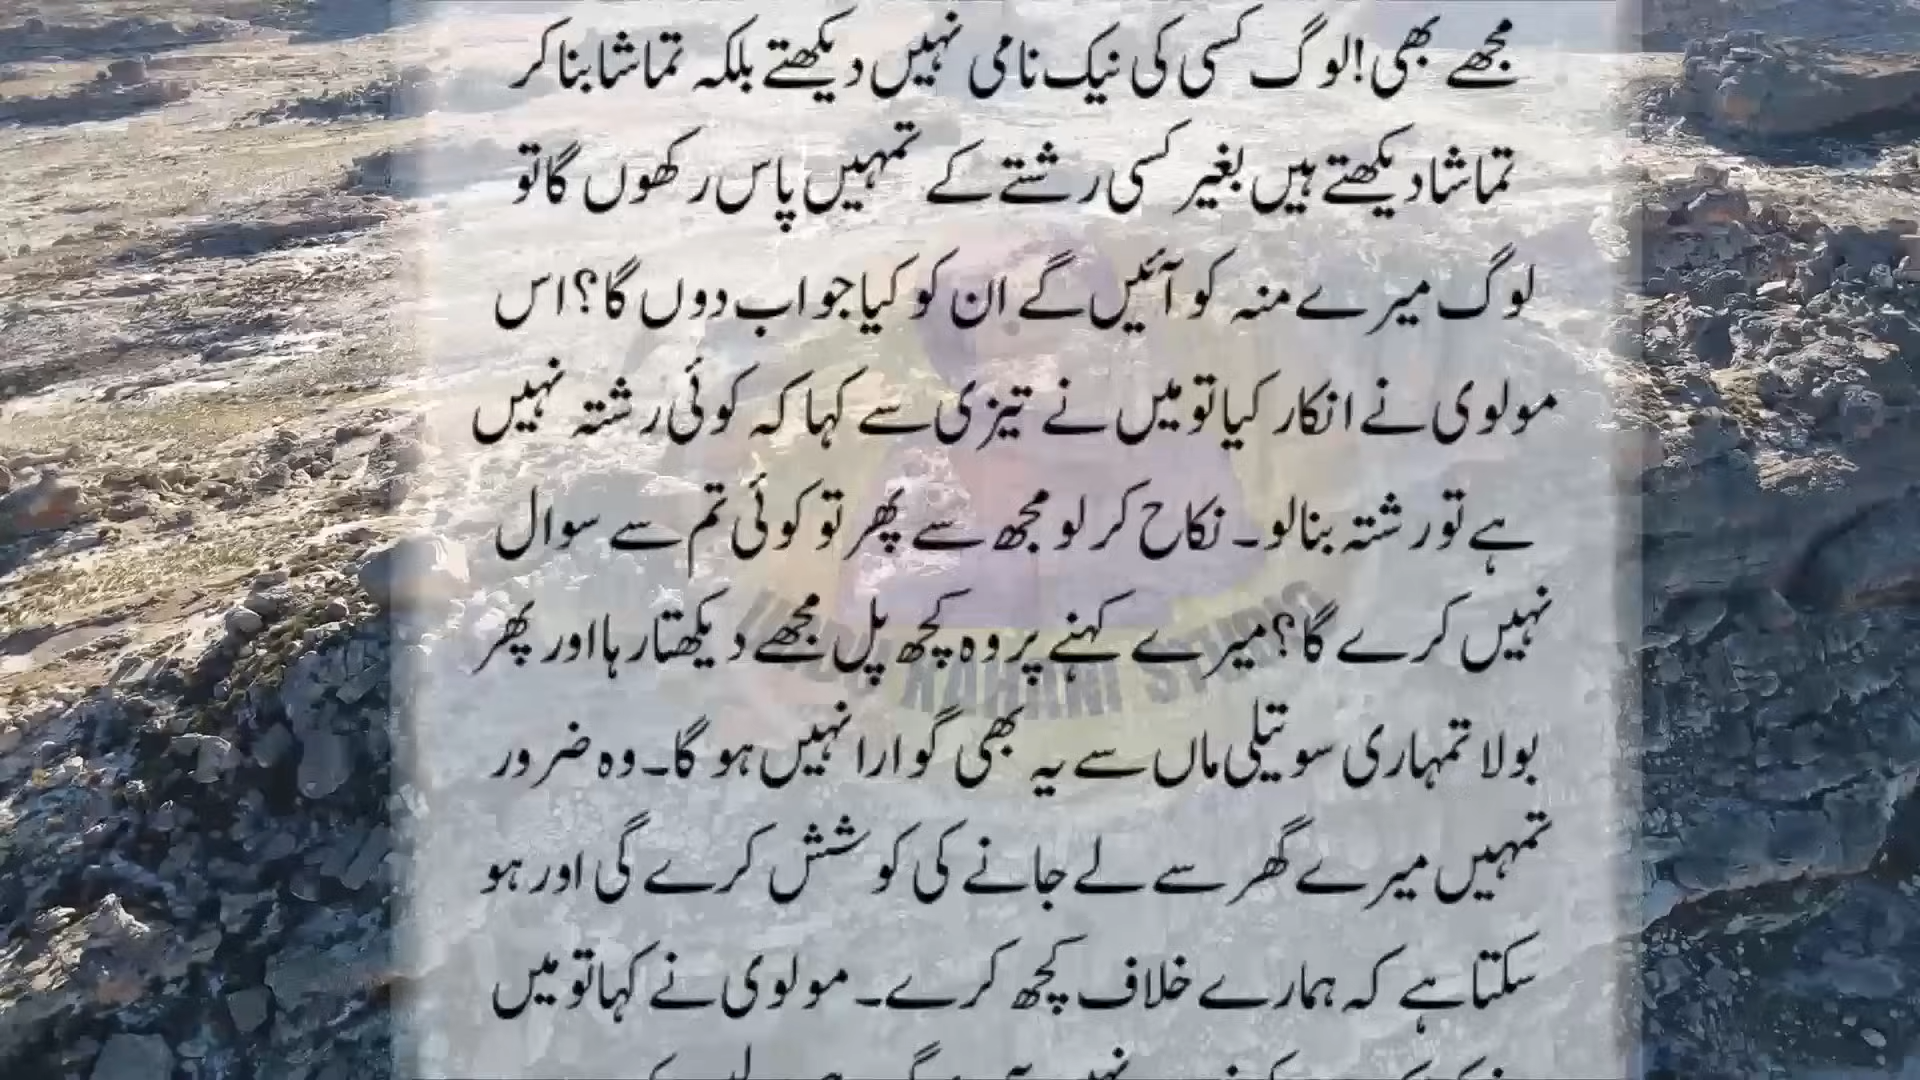 مجھے بھی! لوگ کسی کی نیک نامی نہیں دیکھتے بلکہ تماشا بنا کر
تماشا دیکھتے ہیں بغیر کسی رشتے کے تمہیں پاس رکھوں گا تو
لوگ میرے منہ کو آئیں گے ان کو کیا جواب دوں گا؟ اس
مولوی نے انکار کیا تو میں نے تیزی سے کہا کہ کوئی رشتہ نہیں
ہے تو رشتہ بنا لو۔ نکاح کر لو مجھ سے پھر تو کوئی تم سے سوال
نہیں کرے گا؟ میرے کہنے پر وہ کچھ پل مجھے دیکھتا رہا اور پھر
بولا تمہاری سوتیلی ماں سے یہ بھی گوارا نہیں ہو گا۔ وہ ضرور
تمہیں میرے گھر سے لے جانے کی کوشش کرے گی اور ہو
سکتا ہے کہ ہمارے خلاف کچھ کرے۔ مولوی نے کہا تو میں
URDU KAHANI STUDIO